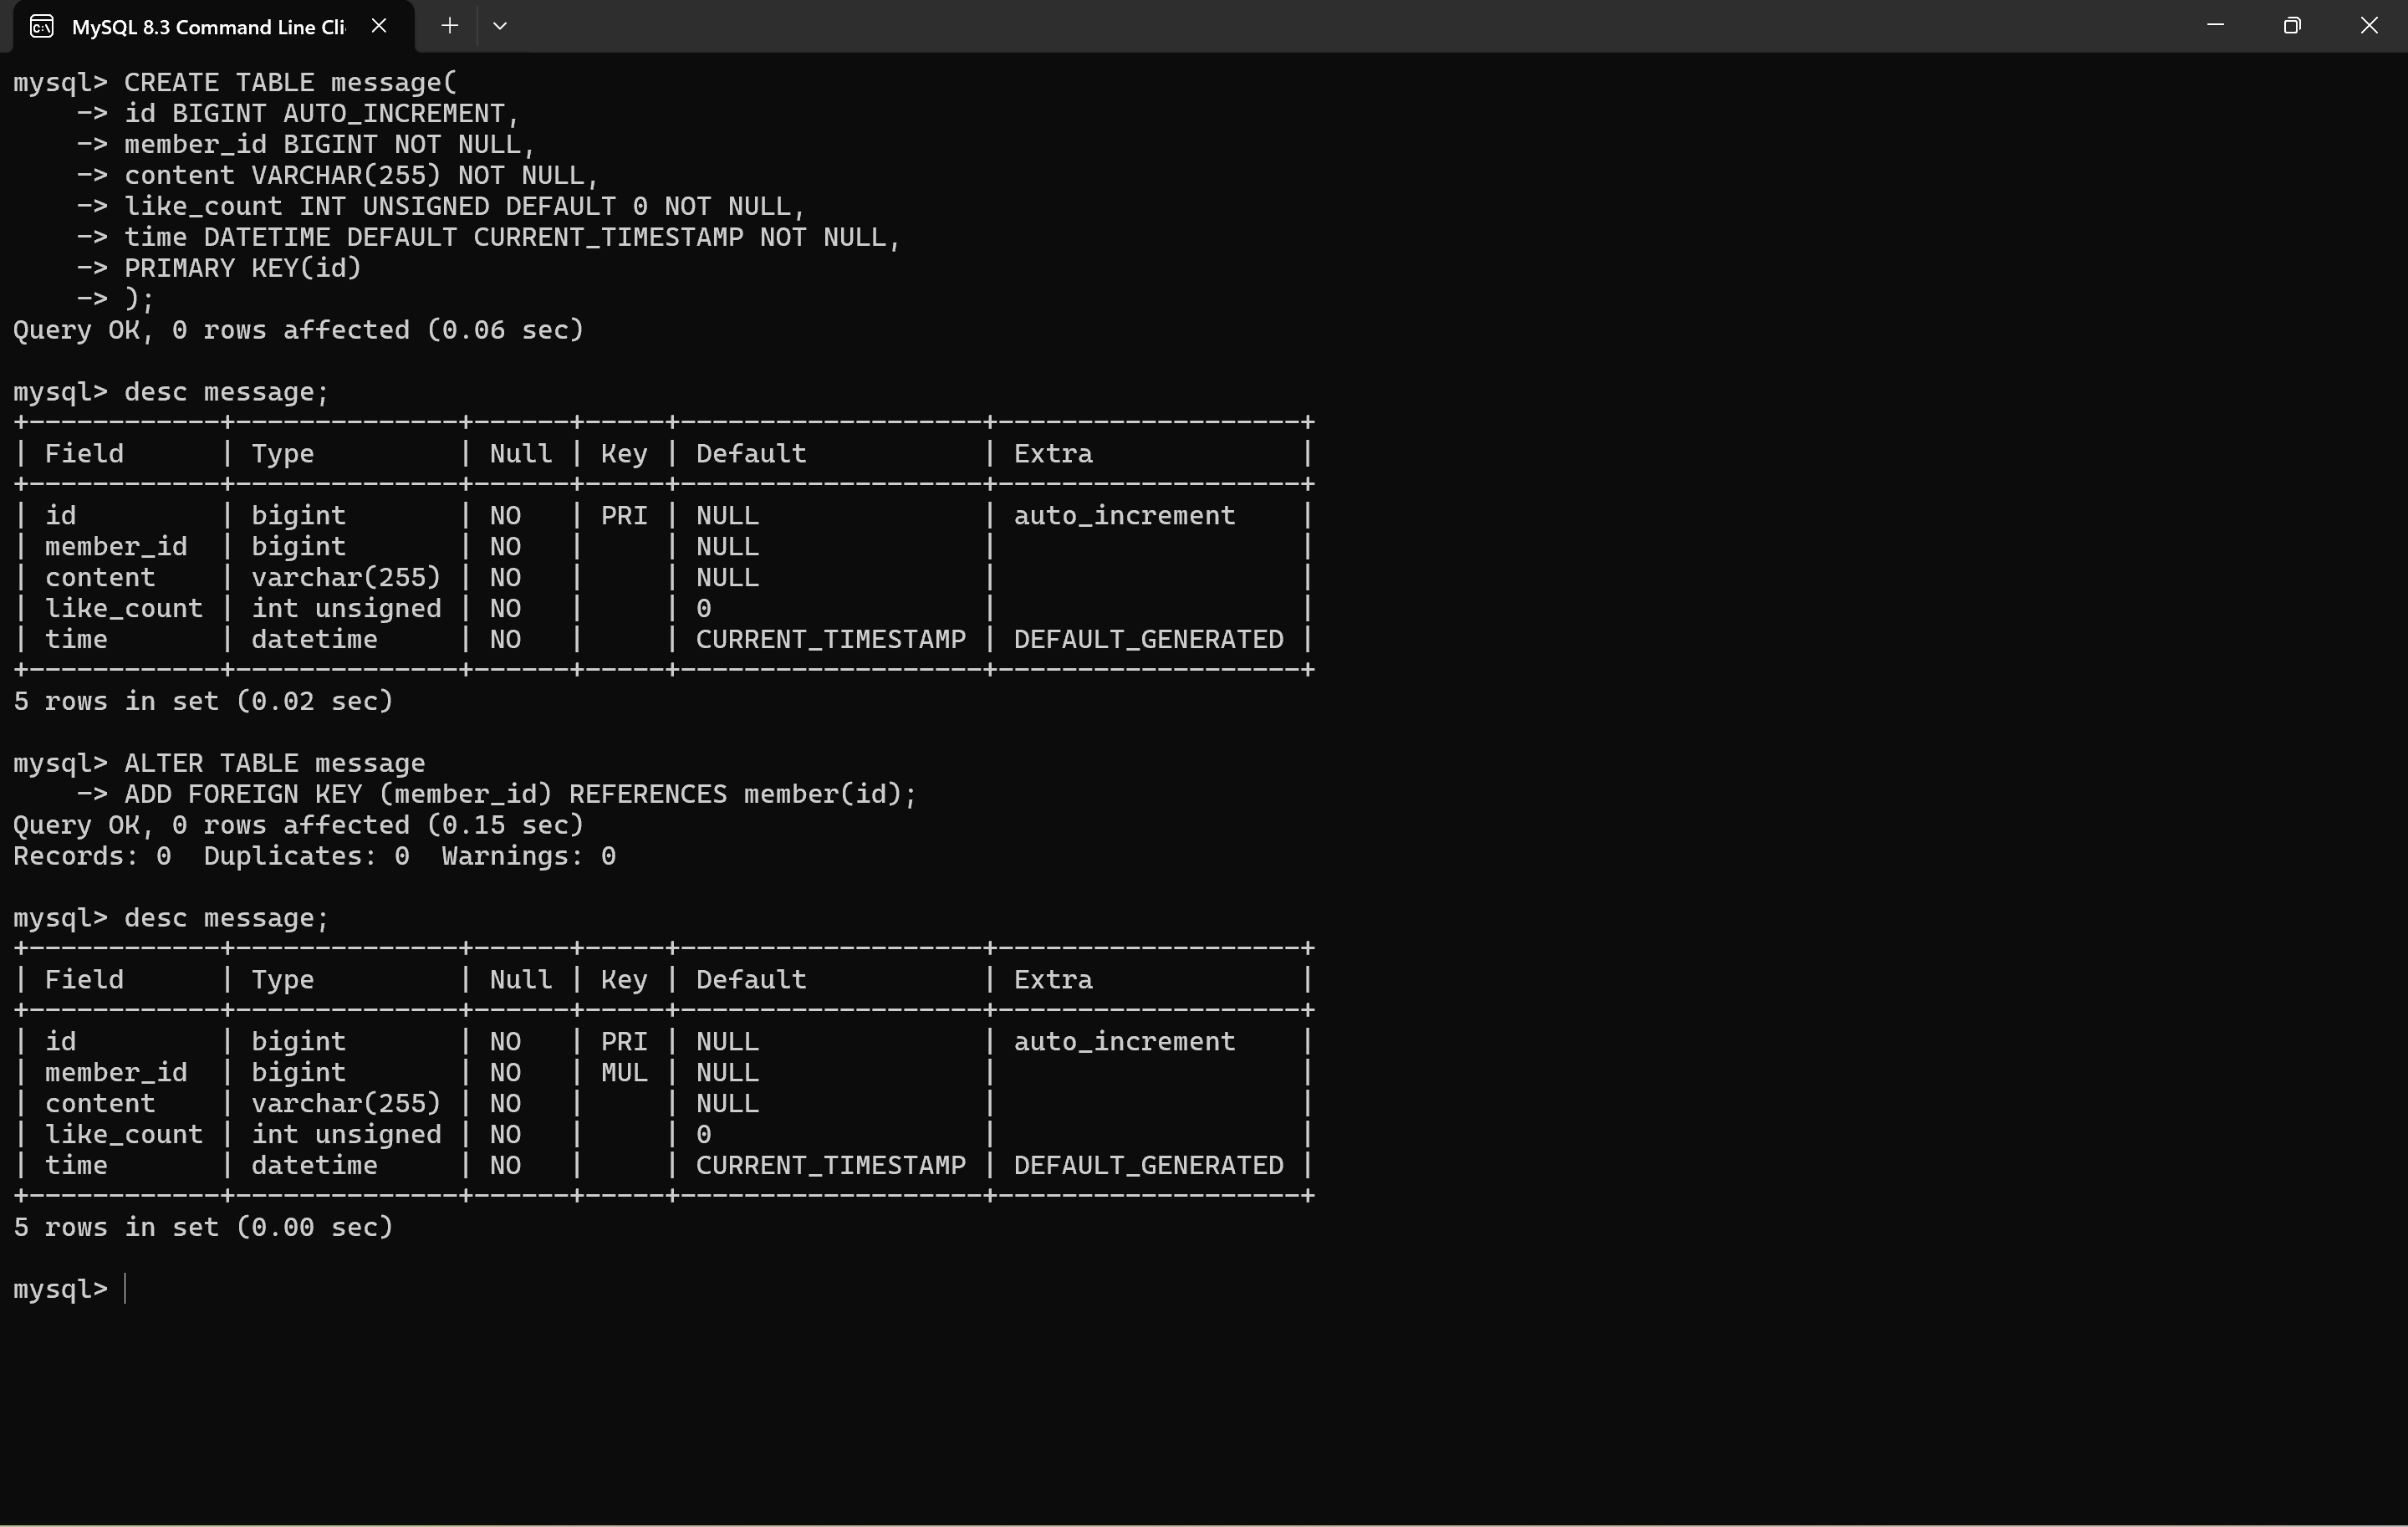 MySQL 8.3 Command Line Cli
mysql> CREATE TABLE message(
    -> id BIGINT AUTO_INCREMENT,
    -> member_id BIGINT NOT NULL,
    -> content VARCHAR(255) NOT NULL,
    -> like_count INT UNSIGNED DEFAULT 0 NOT NULL,
    -> time DATETIME DEFAULT CURRENT_TIMESTAMP NOT NULL,
    -> PRIMARY KEY(id)
    -> );
Query OK, 0 rows affected (0.06 sec)

mysql> desc message;
+------------+--------------+------+-----+-------------------+-------------------+
| Field      | Type         | Null | Key | Default           | Extra             |
+------------+--------------+------+-----+-------------------+-------------------+
| id         | bigint       | NO   | PRI | NULL              | auto_increment    |
| member_id  | bigint       | NO   |     | NULL              |                   |
| content    | varchar(255) | NO   |     | NULL              |                   |
| like_count | int unsigned | NO   |     | 0                 |                   |
| time       | datetime     | NO   |     | CURRENT_TIMESTAMP | DEFAULT_GENERATED |
+------------+--------------+------+-----+-------------------+-------------------+
5 rows in set (0.02 sec)

mysql> ALTER TABLE message
    -> ADD FOREIGN KEY (member_id) REFERENCES member(id);
Query OK, 0 rows affected (0.15 sec)
Records: 0  Duplicates: 0  Warnings: 0

mysql> desc message;
+------------+--------------+------+-----+-------------------+-------------------+
| Field      | Type         | Null | Key | Default           | Extra             |
+------------+--------------+------+-----+-------------------+-------------------+
| id         | bigint       | NO   | PRI | NULL              | auto_increment    |
| member_id  | bigint       | NO   | MUL | NULL              |                   |
| content    | varchar(255) | NO   |     | NULL              |                   |
| like_count | int unsigned | NO   |     | 0                 |                   |
| time       | datetime     | NO   |     | CURRENT_TIMESTAMP | DEFAULT_GENERATED |
+------------+--------------+------+-----+-------------------+-------------------+
5 rows in set (0.00 sec)

mysql>